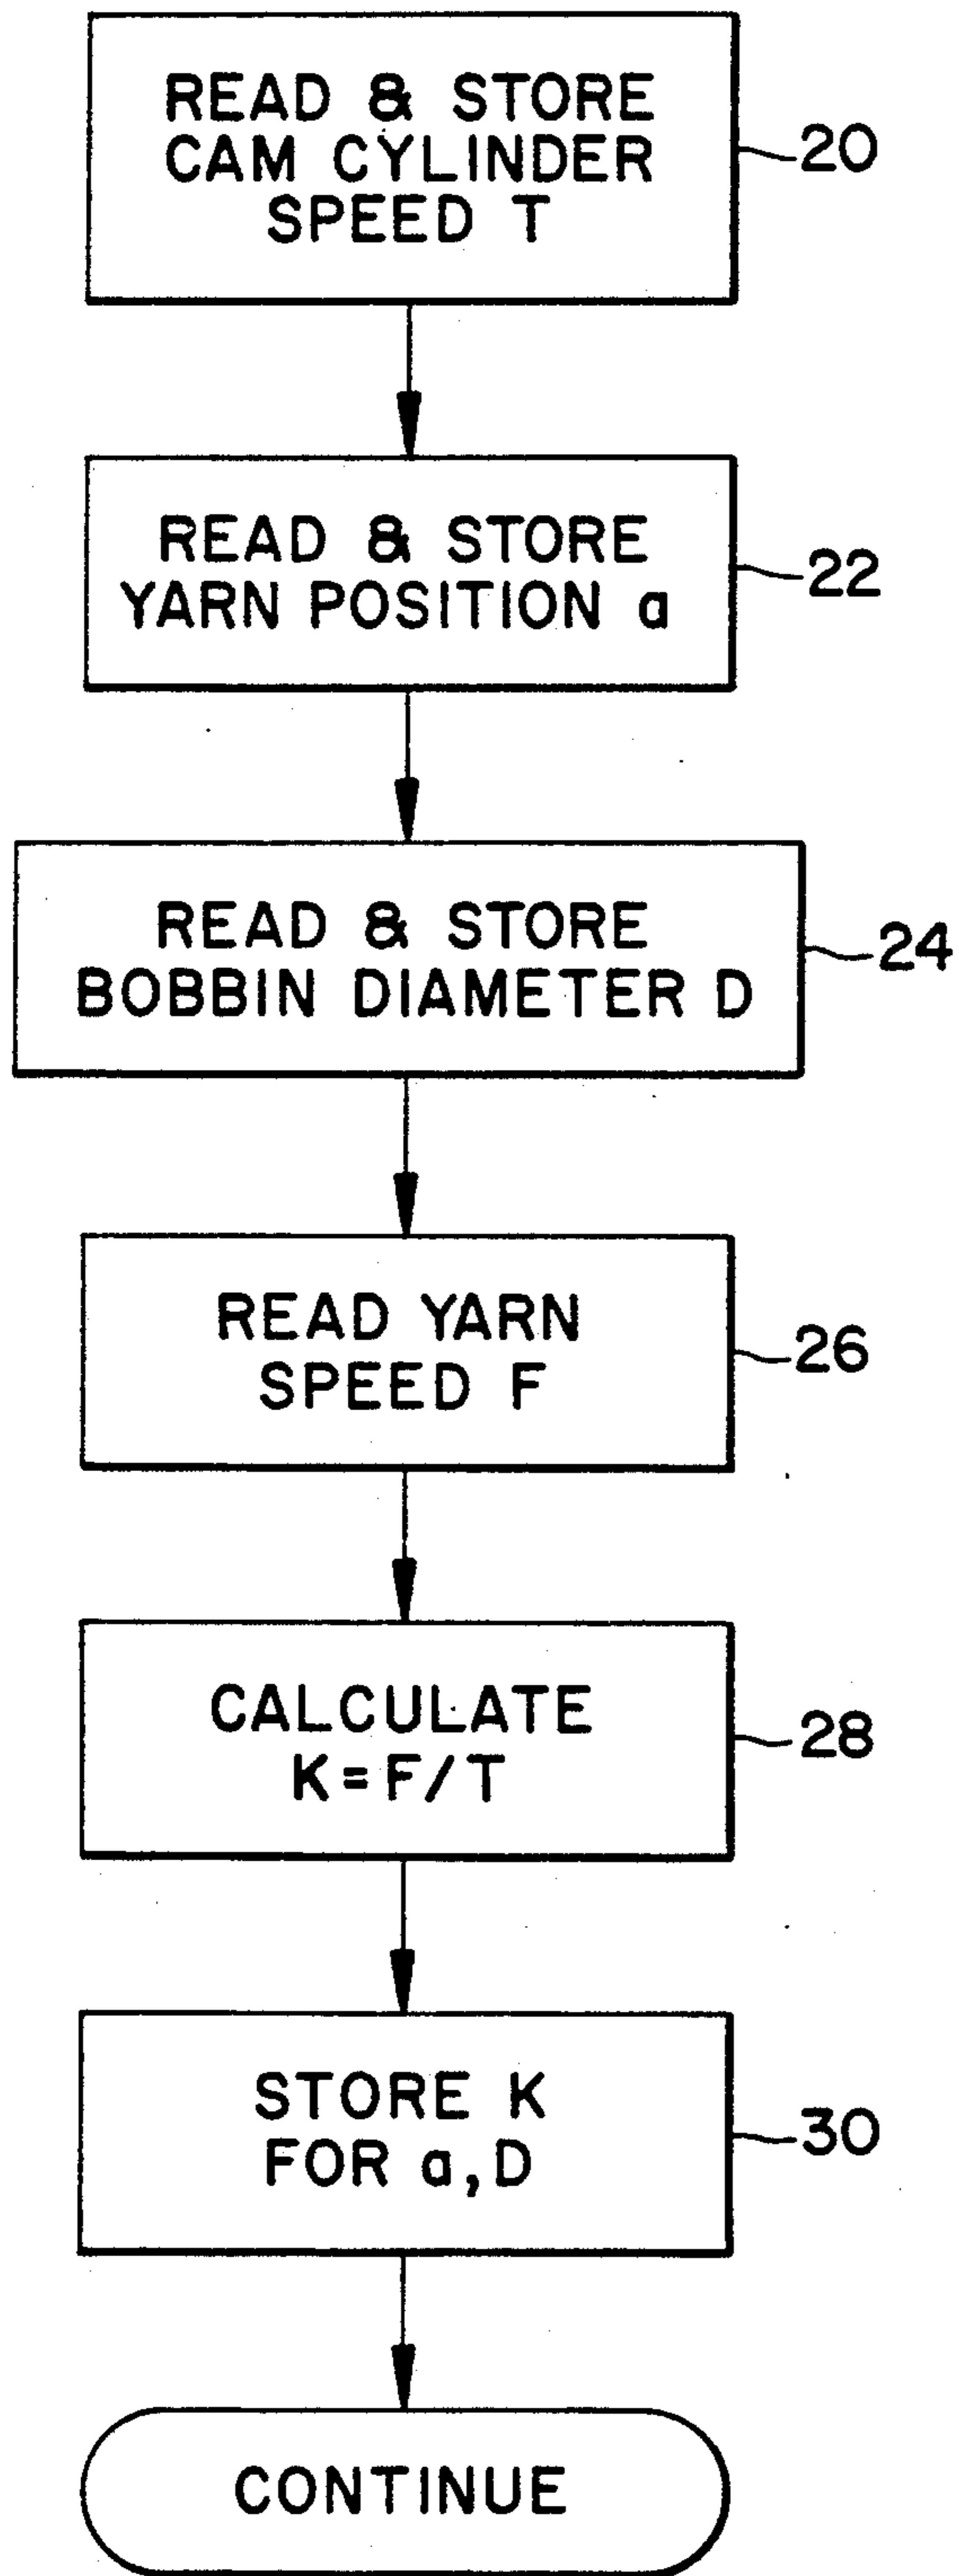 READ & STORE
CAM CYLINDER
SPEED T
20
READ & STORE
YARN POSITION a
22
READ & STORE
BOBBIN DIAMETER D
24
READ YARN
SPEED F
26
CALCULATE
K=F/T
28
STORE K
FOR a,D
30
CONTINUE